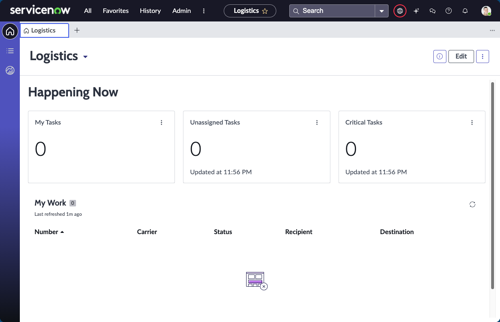 servicenow All Favorites History Admin Logistics Search
Logistics
Logistics Edit
Happening Now
My Tasks Unassigned Tasks Critical Tasks
0 0 0
Updated at 11:56 PM Updated at 11:56 PM
My Work 0
Last refreshed 1m ago
Number Carrier Status Recipient Destination